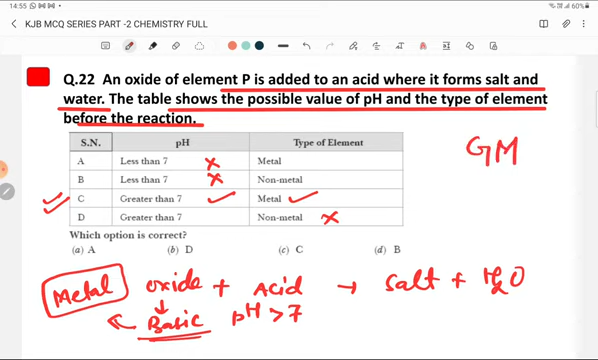 14:55
60%
KJB MCQ SERIES PART -2 CHEMISTRY FULL
Q.22 An oxide of element P is added to an acid where it forms salt and
water. The table shows the possible value of pH and the type of element
before the reaction.
GM
S.N. pH Type of Element
A Less than 7 Metal
B Less than 7 Non-metal
C Greater than 7 Metal
D Greater than 7 Non-metal
Which option is correct?
(a) A (b) D (c) C (d) B
Metal oxide + Acid → Salt + H2O
Basic pH > 7